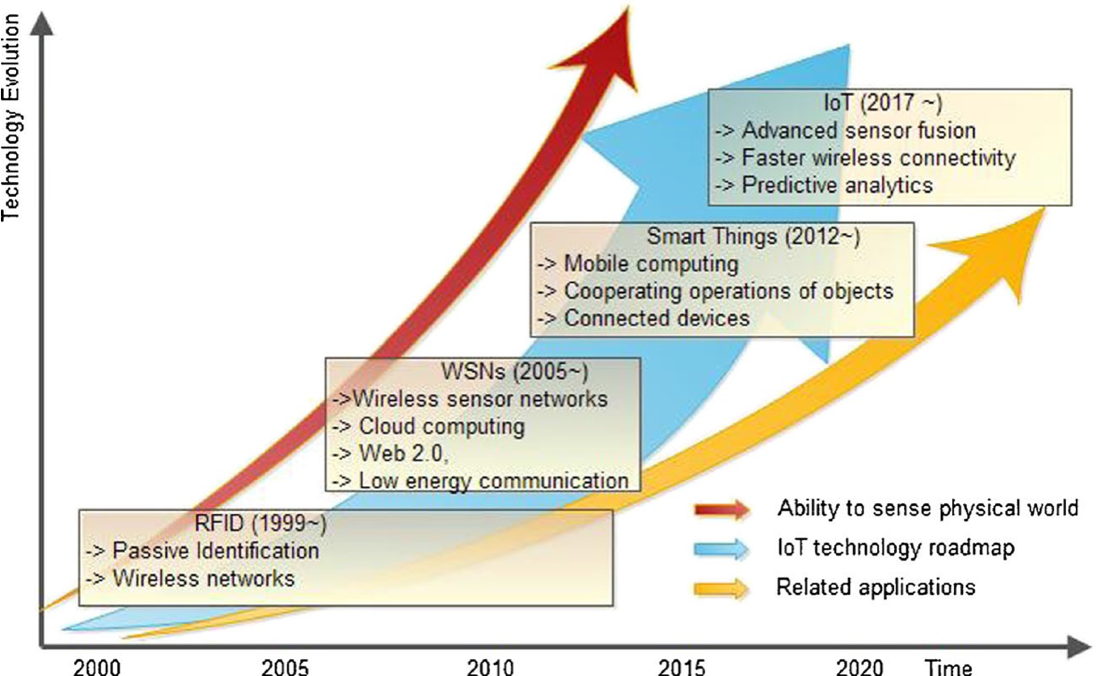 Technology Evolution
IoT (2017 ~)
-> Advanced sensor fusion
-> Faster wireless connectivity
-> Predictive analytics
Smart Things (2012~)
-> Mobile computing
-> Cooperating operations of objects
-> Connected devices
WSNs (2005~)
->Wireless sensor networks
-> Cloud computing
-> Web 2.0,
-> Low energy communication
RFID (1999~)
-> Passive Identification
-> Wireless networks
Ability to sense physical world
IoT technology roadmap
Related applications
2000 2005 2010 2015 2020 Time